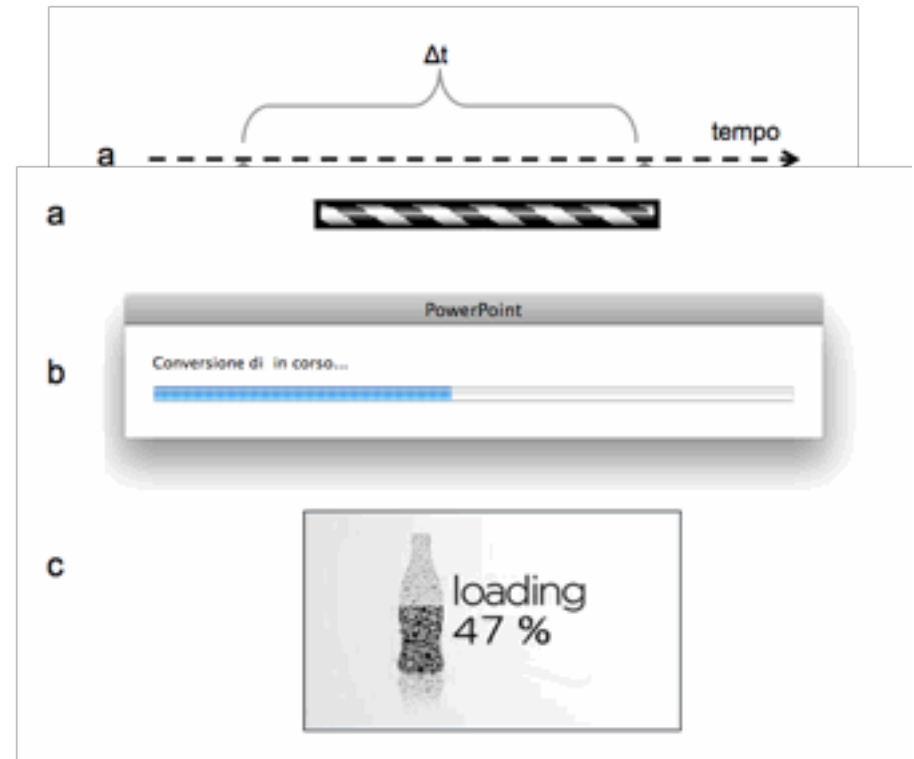 Δt
tempo
a
a
PowerPoint
b
Conversione di in corso...
c
loading
47 %